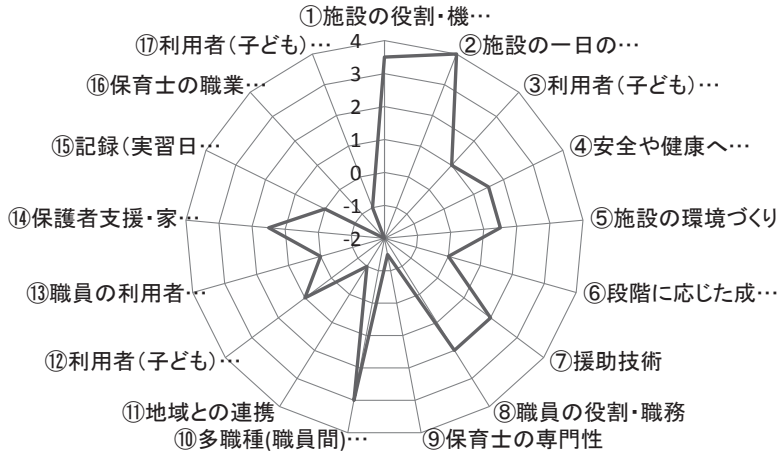 ①施設の役割・機…
②施設の一日の…
③利用者(子ども)…
④安全や健康へ…
⑤施設の環境づくり
⑥段階に応じた成…
⑦援助技術
⑧職員の役割・職務
⑨保育士の専門性
⑩多職種(職員間)…
⑪地域との連携
⑫利用者(子ども)…
⑬職員の利用者…
⑭保護者支援・家…
⑮記録(実習日…
⑯保育士の職業…
⑰利用者(子ども)…
4
3
2
1
0
-1
-2